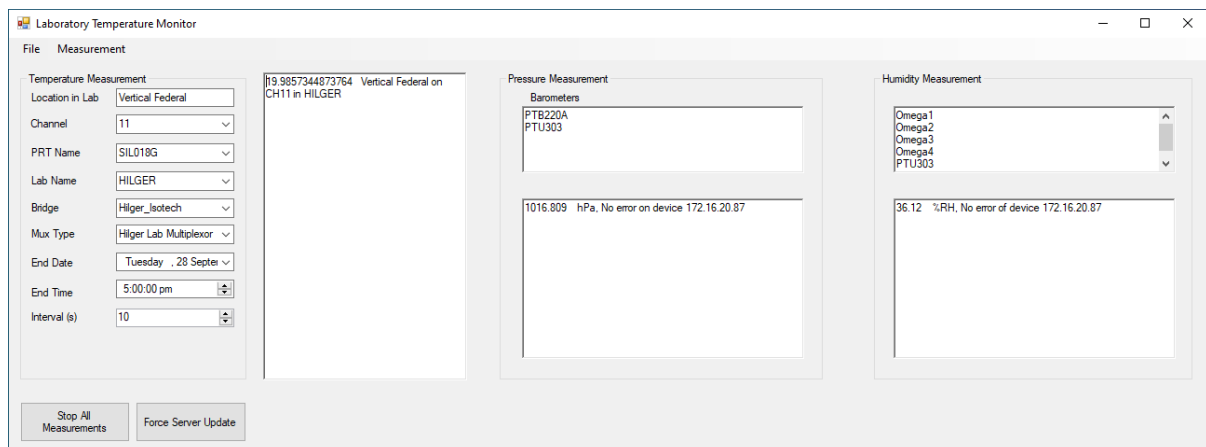 Laboratory Temperature Monitor
File Measurement
Temperature Measurement
Location in Lab Vertical Federal
Channel 11
PRT Name SIL018G
Lab Name HILGER
Bridge Hilger_Isotech
Mux Type Hilger Lab Multiplexor
End Date Tuesday , 28 Septer
End Time 5:00:00 pm
Interval (s) 10
19.9857344873764 Vertical Federal on
CH11 in HILGER
Pressure Measurement
Barometers
PTB220A
PTU303
1016.809 hPa, No error on device 172.16.20.87
Humidity Measurement
Omega1
Omega2
Omega3
Omega4
PTU303
36.12 %RH, No error of device 172.16.20.87
Stop All
Measurements
Force Server Update